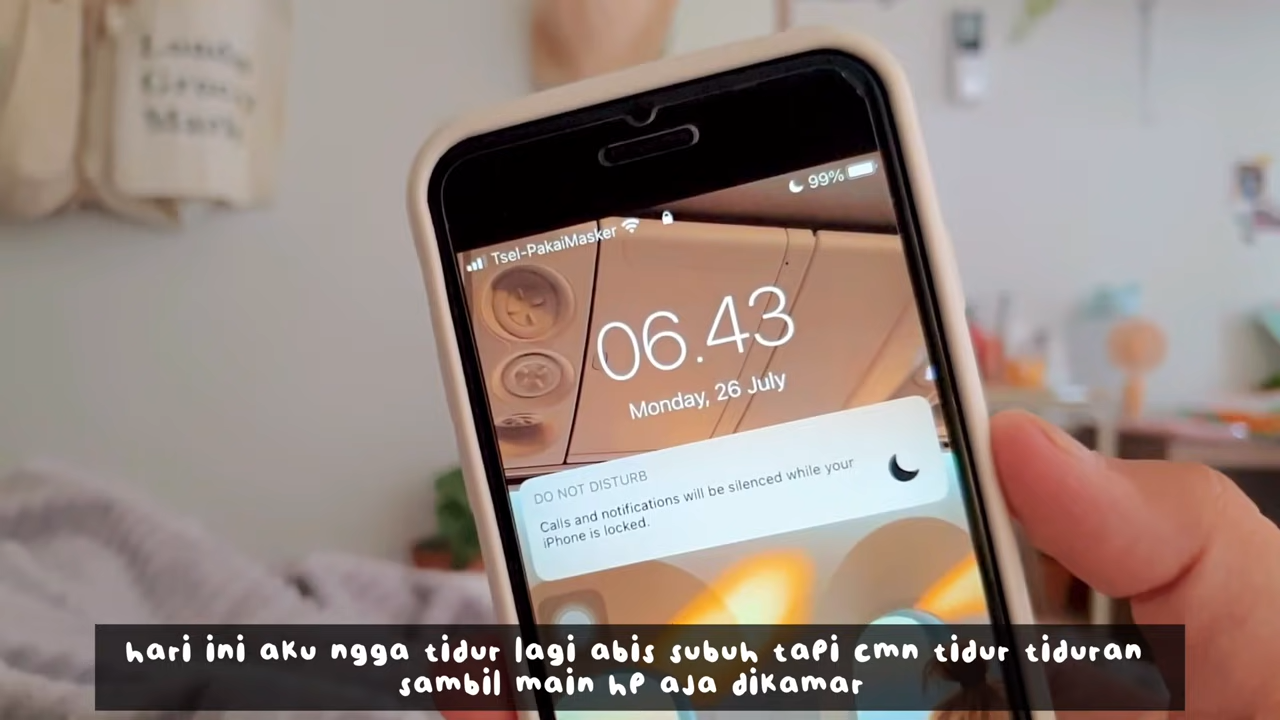 Tsel-PakaiMasker
99%
06.43
Monday, 26 July
DO NOT DISTURB
Calls and notifications will be silenced while your
iPhone is locked.
hari ini aku ngga tidur lagi abis subuh tapi cmn tidur tiduran
sambil main hp aja dikamar